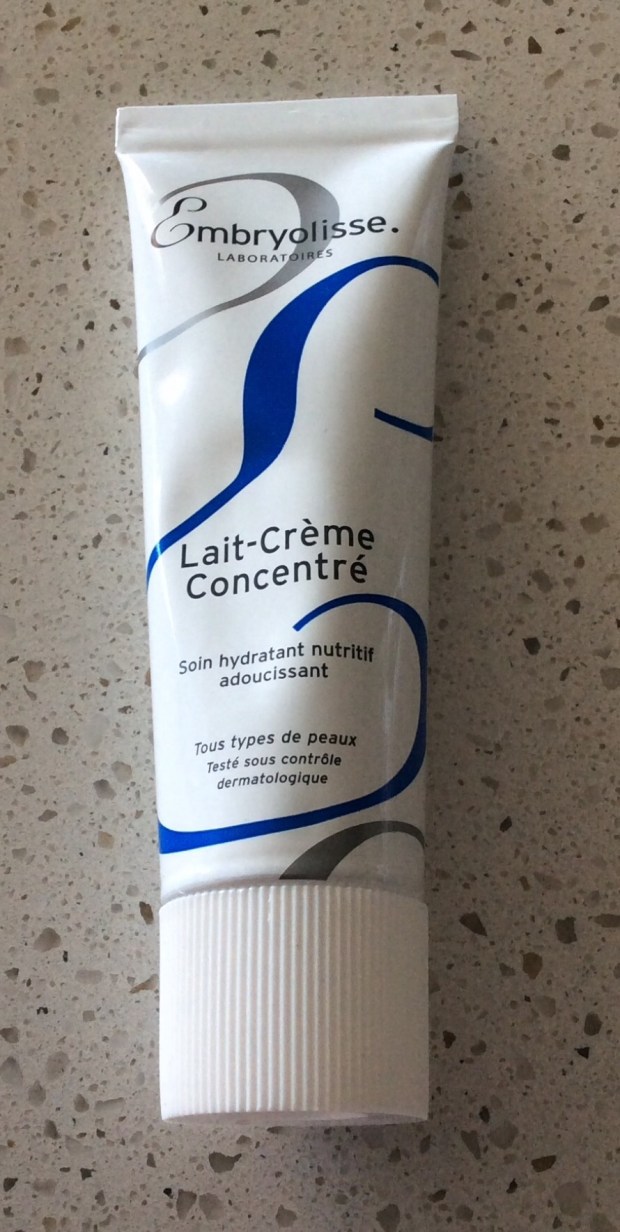 Embryolisse.
LABORATOIRES
Lait-Crème
Concentré
Soin hydratant nutritif
adoucissant
Tous types de peaux
Testé sous contrôle
dermatologique